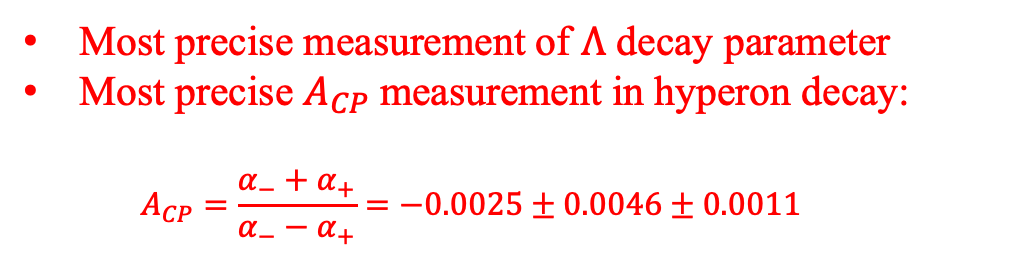 • Most precise measurement of Λ decay parameter
• Most precise A_CP measurement in hyperon decay:
A_CP = (α₋ + α₊) / (α₋ − α₊) = −0.0025 ± 0.0046 ± 0.0011